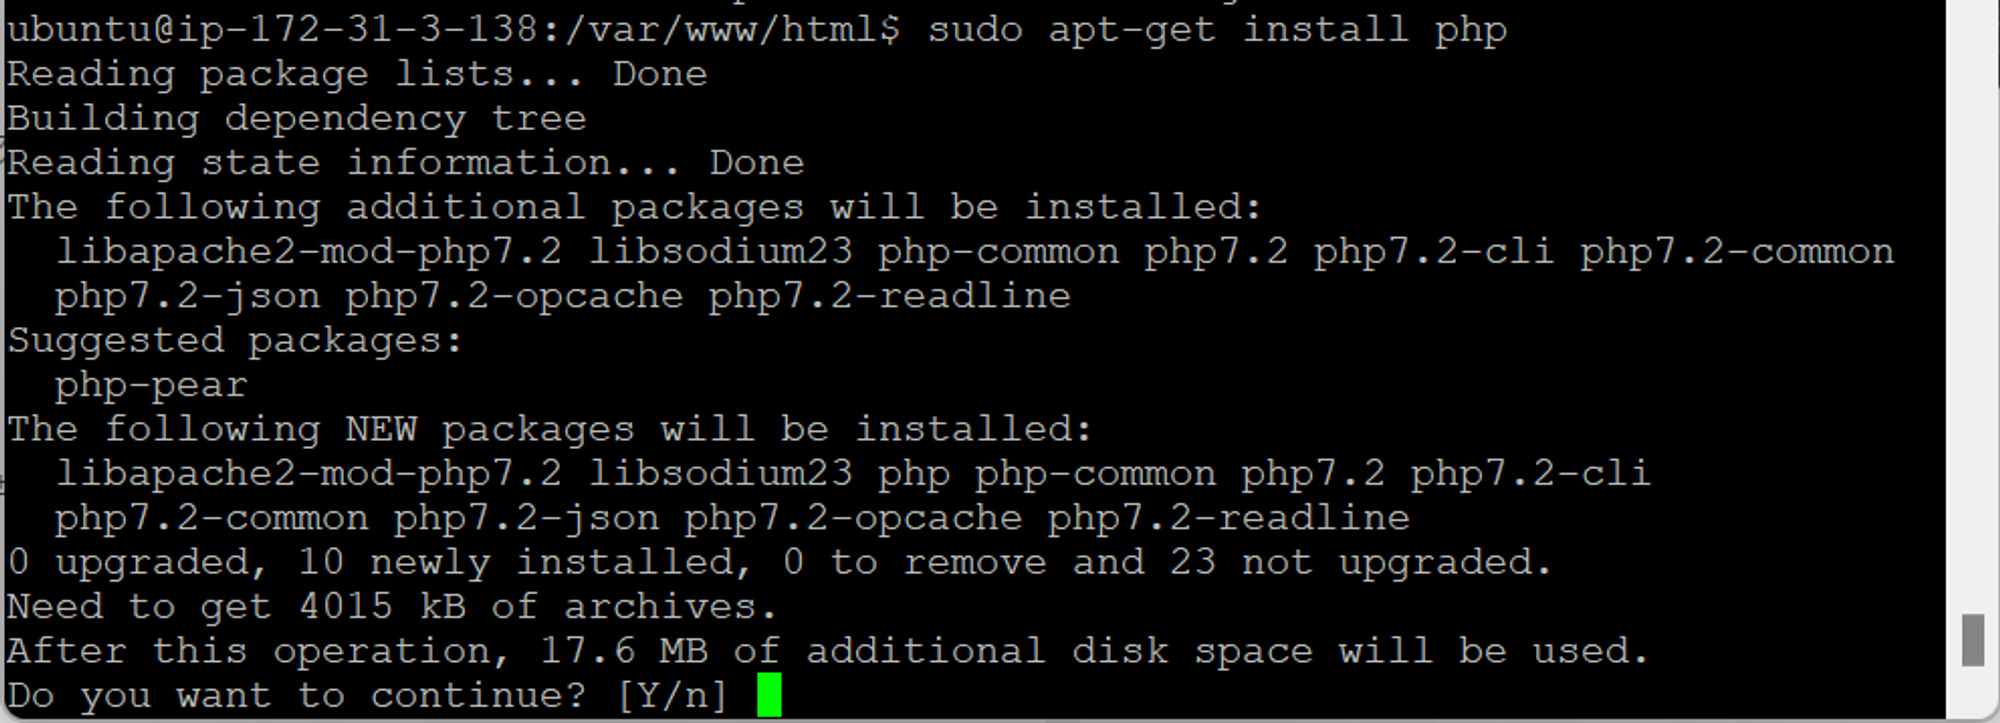 ubuntu@ip-172-31-3-138:/var/www/html$ sudo apt-get install php
Reading package lists... Done
Building dependency tree
Reading state information... Done
The following additional packages will be installed:
  libapache2-mod-php7.2 libsodium23 php-common php7.2 php7.2-cli php7.2-common
  php7.2-json php7.2-opcache php7.2-readline
Suggested packages:
  php-pear
The following NEW packages will be installed:
  libapache2-mod-php7.2 libsodium23 php php-common php7.2 php7.2-cli
  php7.2-common php7.2-json php7.2-opcache php7.2-readline
0 upgraded, 10 newly installed, 0 to remove and 23 not upgraded.
Need to get 4015 kB of archives.
After this operation, 17.6 MB of additional disk space will be used.
Do you want to continue? [Y/n]